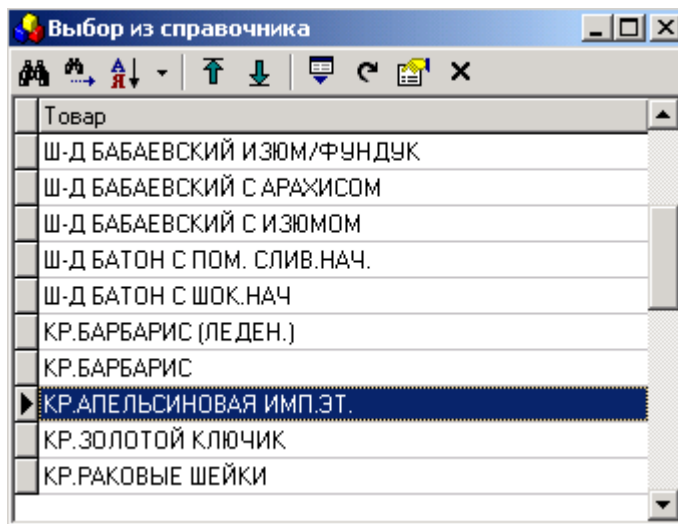 Выбор из справочника
А
Я
Товар
Ш-Д БАБАЕВСКИЙ ИЗЮМ/ФУНДУК
Ш-Д БАБАЕВСКИЙ С АРАХИСОМ
Ш-Д БАБАЕВСКИЙ С ИЗЮМОМ
Ш-Д БАТОН С ПОМ. СЛИВ.НАЧ.
Ш-Д БАТОН С ШОК.НАЧ
КР.БАРБАРИС (ЛЕДЕН.)
КР.БАРБАРИС
КР.АПЕЛЬСИНОВАЯ ИМП.ЭТ.
КР.ЗОЛОТОЙ КЛЮЧИК
КР.РАКОВЫЕ ШЕЙКИ